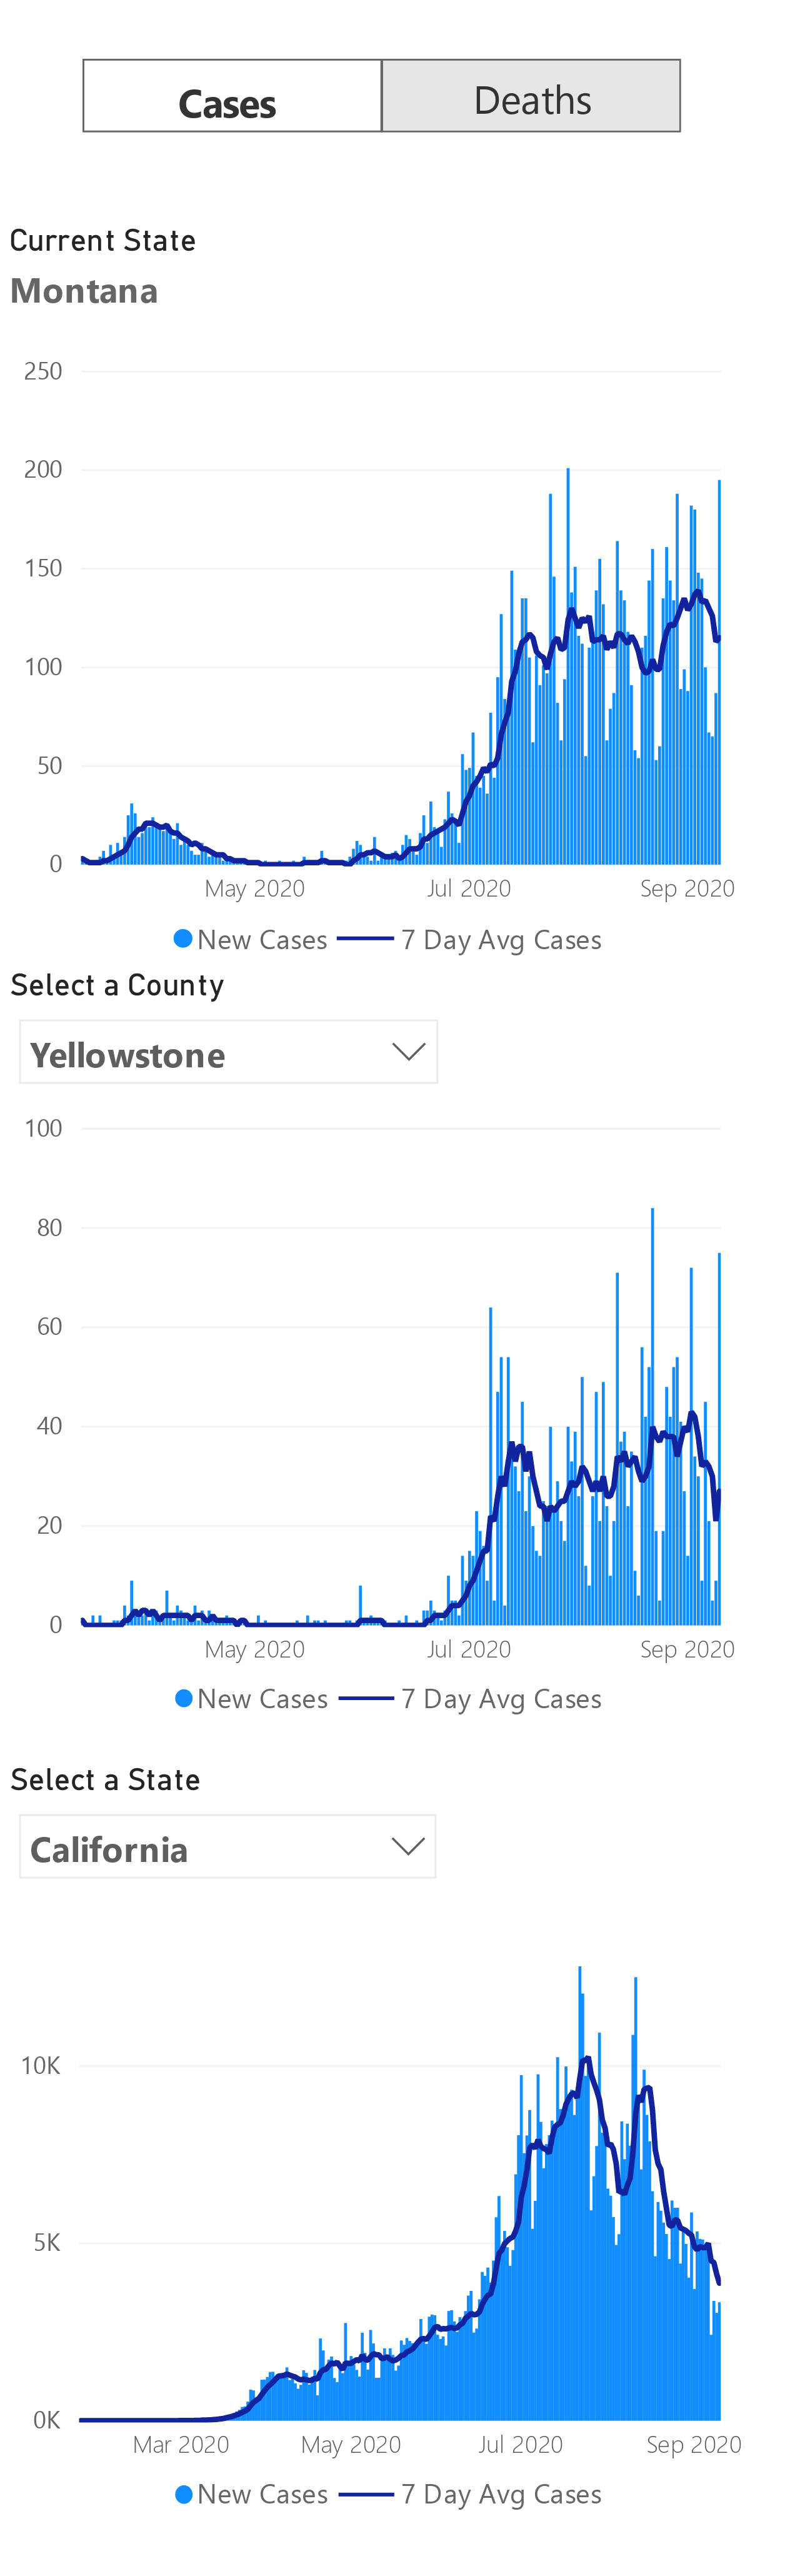 Cases Deaths
Current State
Montana
250
200
150
100
50
0
May 2020 Jul 2020 Sep 2020
New Cases 7 Day Avg Cases
Select a County
Yellowstone
100
80
60
40
20
0
May 2020 Jul 2020 Sep 2020
New Cases 7 Day Avg Cases
Select a State
California
10K
5K
0K
Mar 2020 May 2020 Jul 2020 Sep 2020
New Cases 7 Day Avg Cases